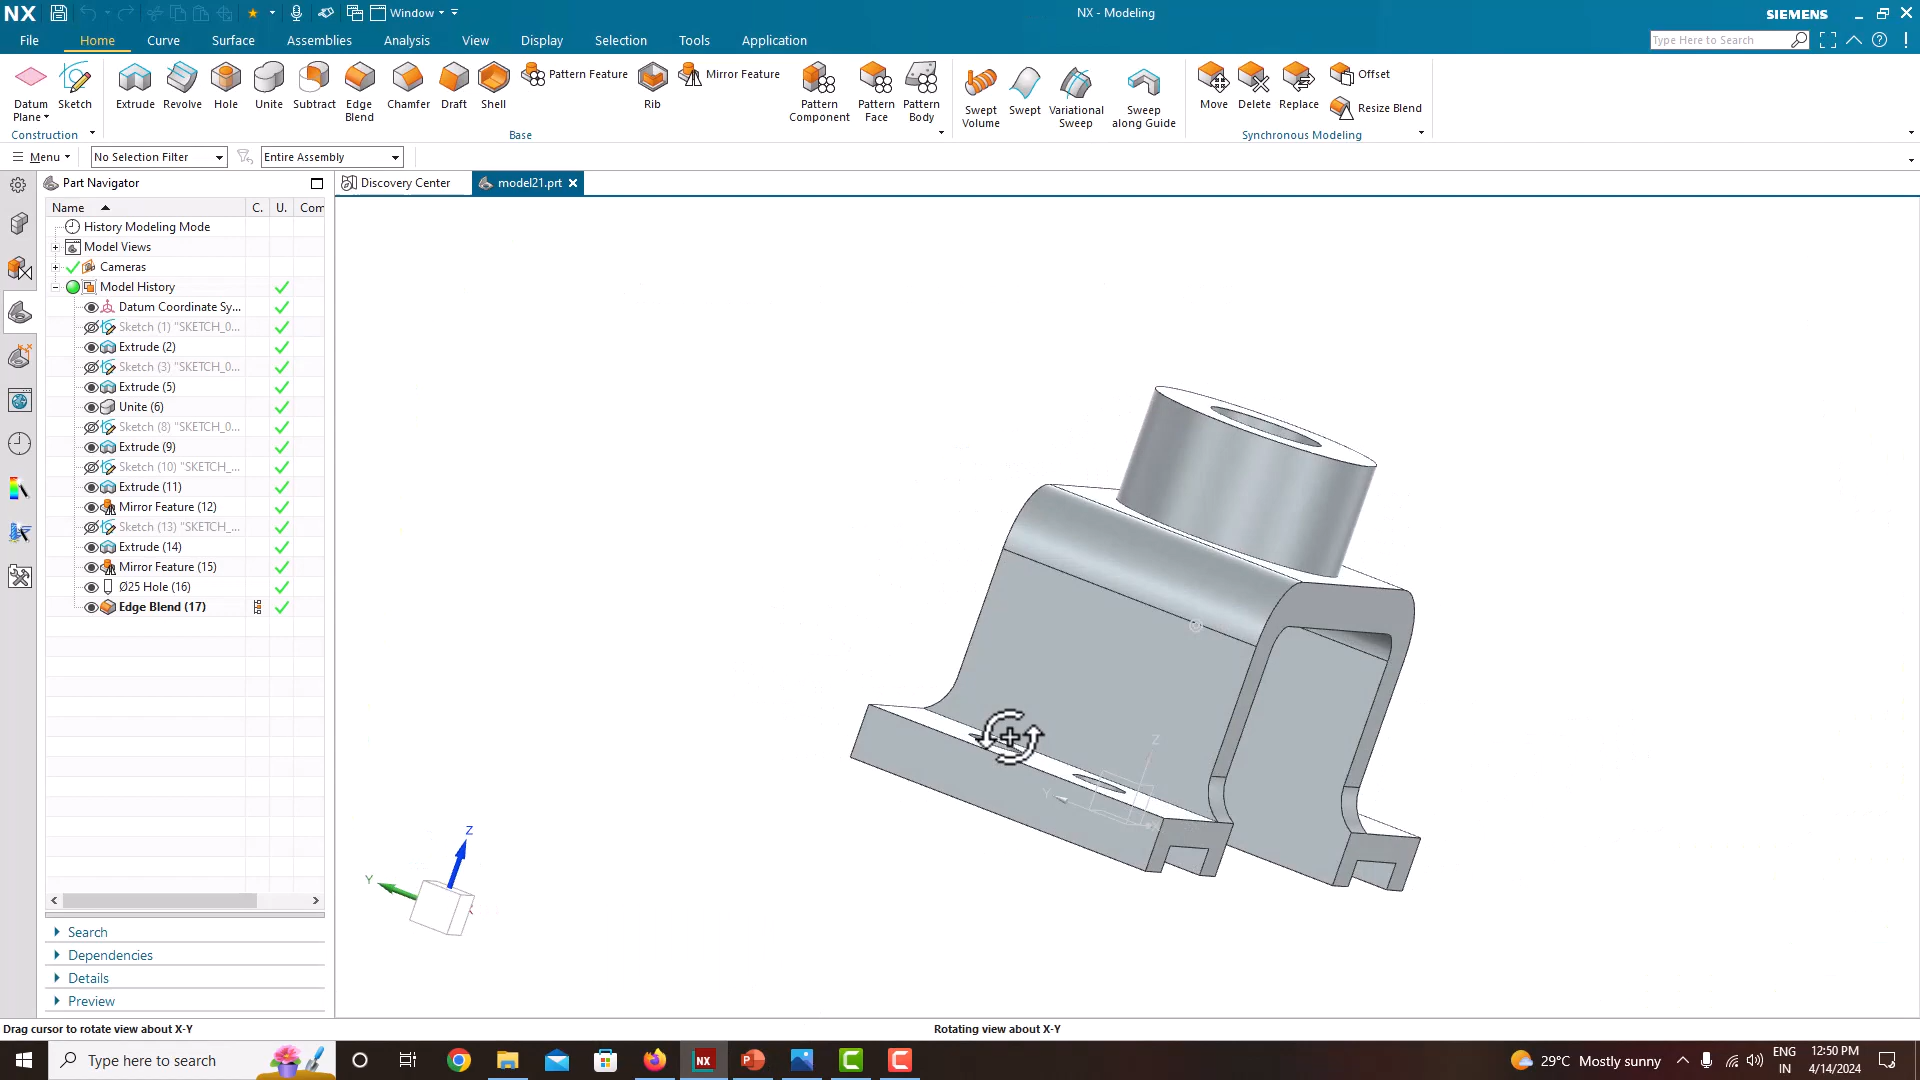 NX
Window
NX - Modeling
SIEMENS
File
Home
Curve
Surface
Assemblies
Analysis
View
Display
Selection
Tools
Application
Type Here to Search
Datum Plane
Sketch
Extrude
Revolve
Hole
Unite
Subtract
Edge Blend
Chamfer
Draft
Shell
Pattern Feature
Rib
Mirror Feature
Pattern Component
Pattern Face
Pattern Body
Swept Volume
Swept
Variational Sweep
Sweep along Guide
Move
Delete
Replace
Offset
Resize Blend
Construction
Base
Synchronous Modeling
Menu
No Selection Filter
Entire Assembly
Part Navigator
Discovery Center
model21.prt
Name
C.
U.
Com
History Modeling Mode
Model Views
Cameras
Model History
Datum Coordinate Sy...
Sketch (1) "SKETCH_0...
Extrude (2)
Sketch (3) "SKETCH_0...
Extrude (5)
Unite (6)
Sketch (8) "SKETCH_0...
Extrude (9)
Sketch (10) "SKETCH_...
Extrude (11)
Mirror Feature (12)
Sketch (13) "SKETCH_...
Extrude (14)
Mirror Feature (15)
Ø25 Hole (16)
Edge Blend (17)
Z
Y
Z
Y
Search
Dependencies
Details
Preview
Drag cursor to rotate view about X-Y
Rotating view about X-Y
Type here to search
NX
29°C Mostly sunny
ENG
IN
12:50 PM
4/14/2024